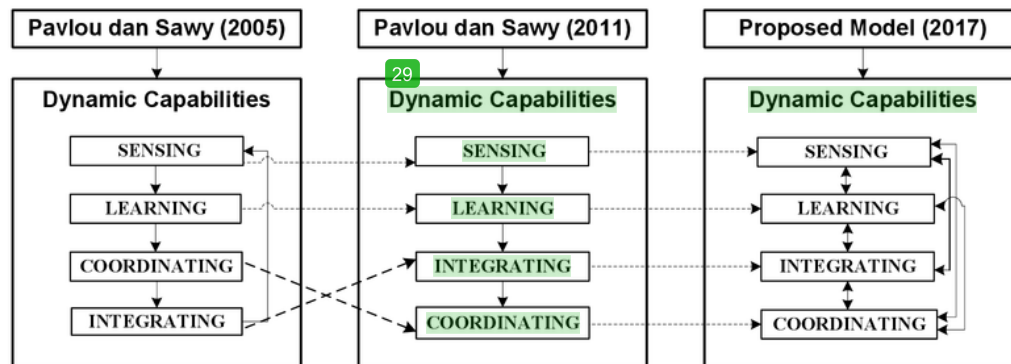 Pavlou dan Sawy (2005)
Dynamic Capabilities
SENSING
LEARNING
COORDINATING
INTEGRATING
Pavlou dan Sawy (2011)
29
Dynamic Capabilities
SENSING
LEARNING
INTEGRATING
COORDINATING
Proposed Model (2017)
Dynamic Capabilities
SENSING
LEARNING
INTEGRATING
COORDINATING